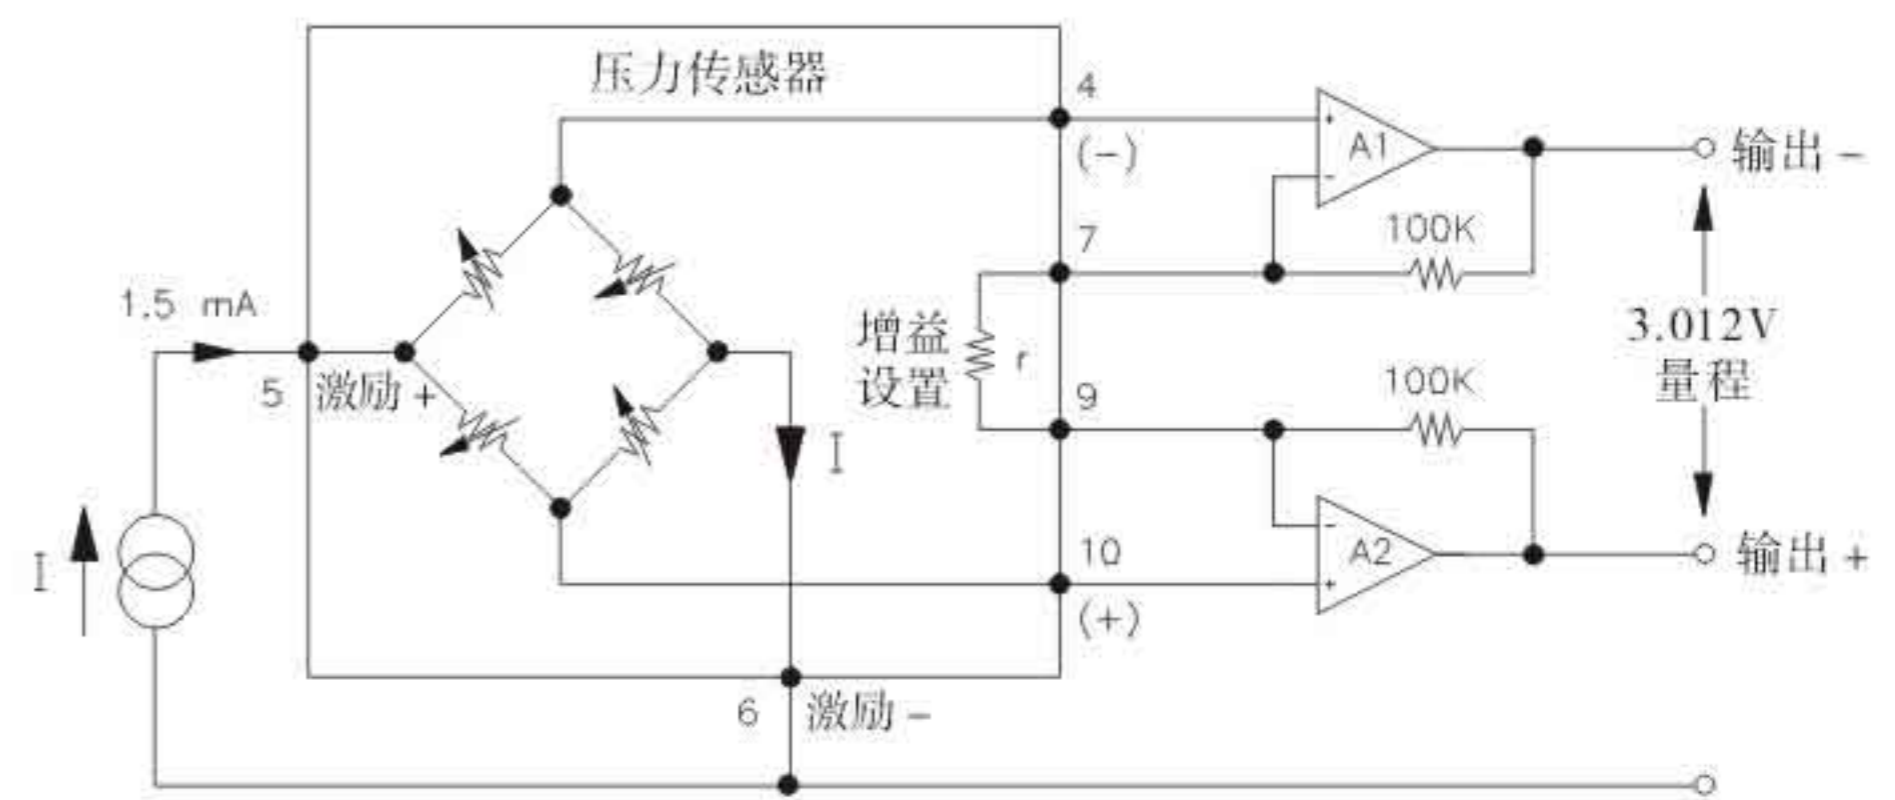 压力传感器
4
(-)
A1
+
-
输出 -
7
100K
1.5 mA
5
激励 +
增益
设置
r
3.012V
量程
I
9
100K
I
10
(+)
A2
-
+
输出 +
6
激励 -